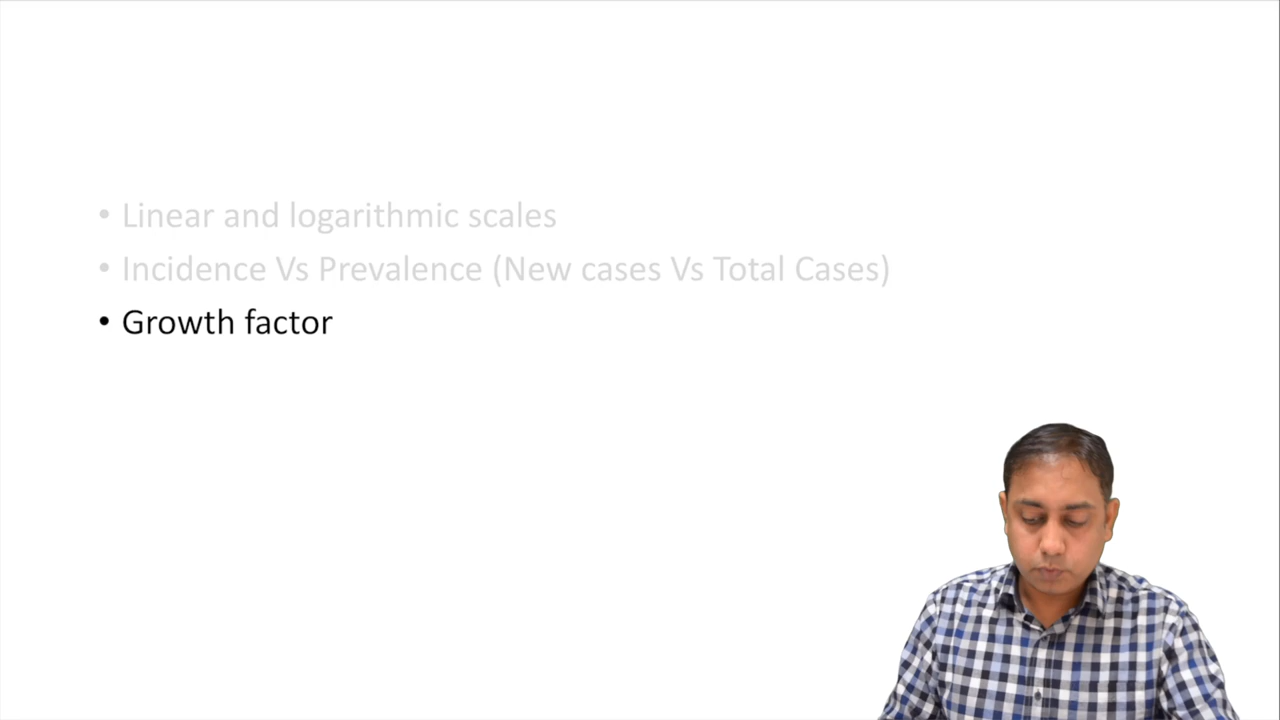 • Linear and logarithmic scales
• Incidence Vs Prevalence (New cases Vs Total Cases)
• Growth factor